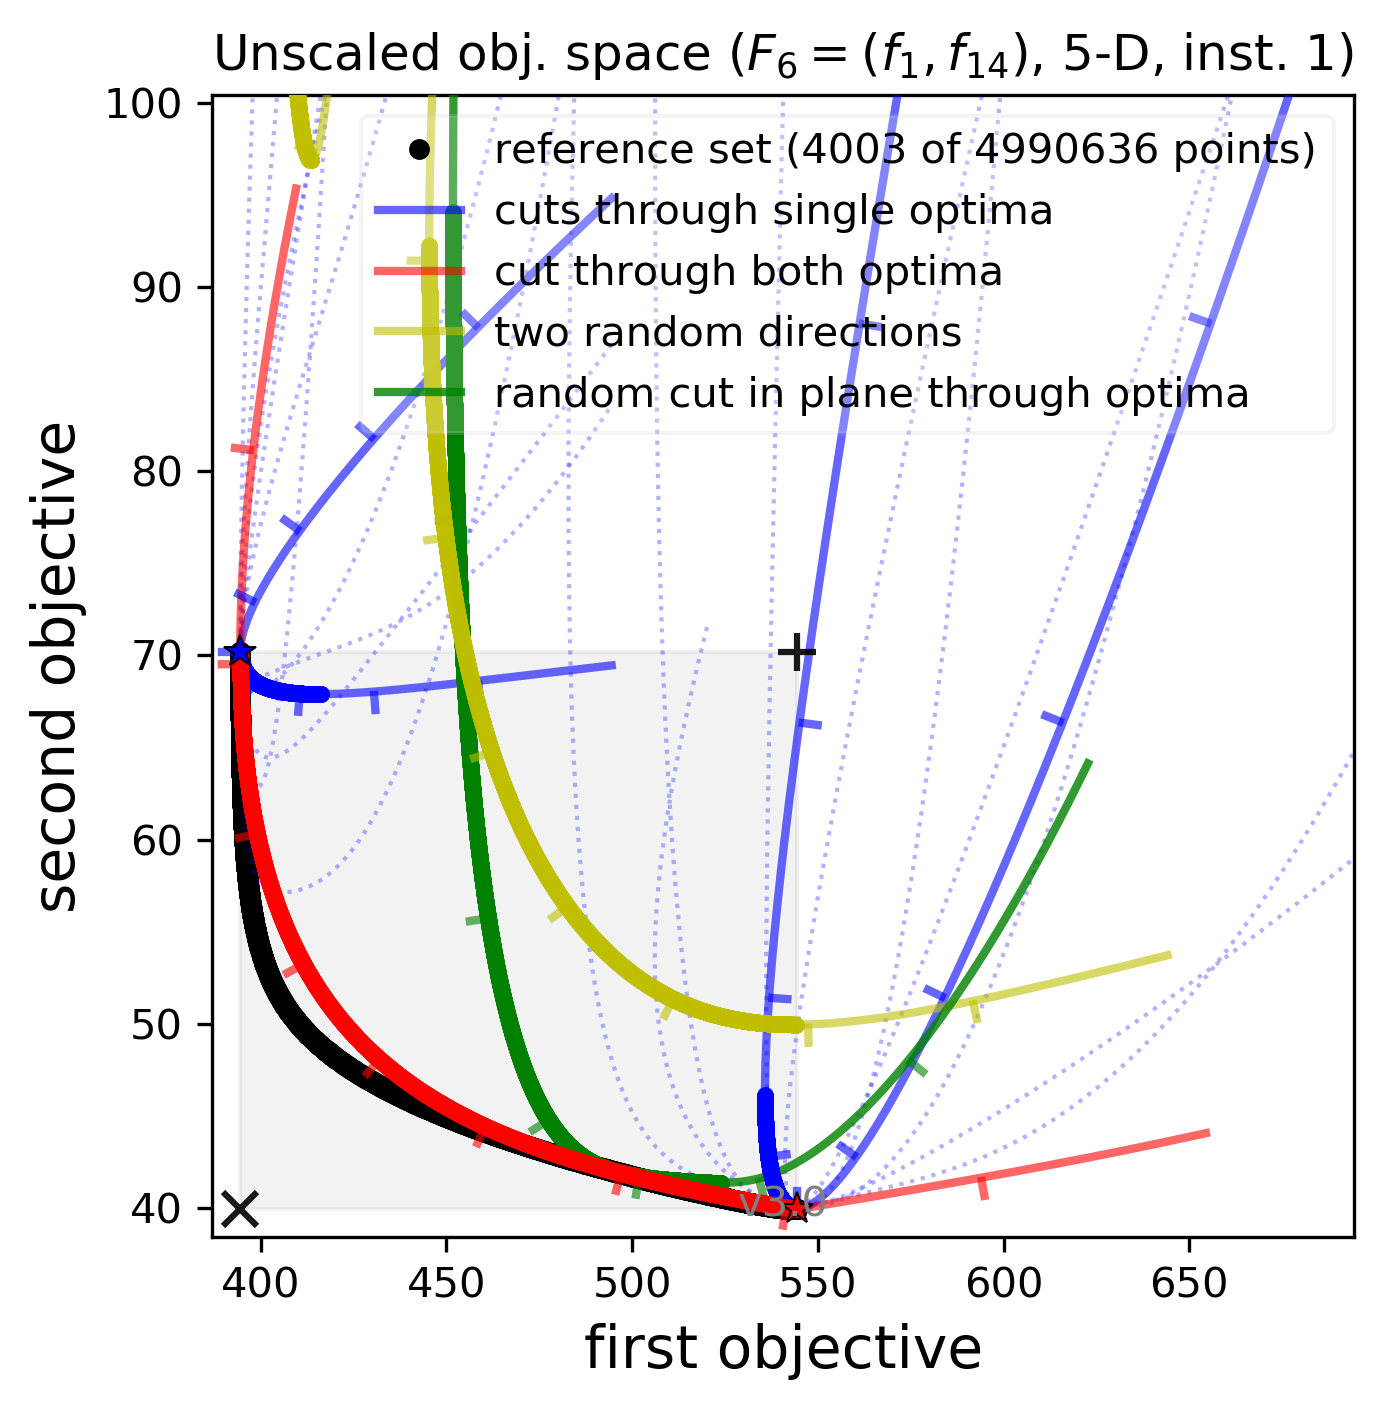 Unscaled obj. space (F₆ = (f₁, f₁₄), 5-D, inst. 1)
reference set (4003 of 4990636 points)
cuts through single optima
cut through both optima
two random directions
random cut in plane through optima
100
90
80
70
60
50
40
second objective
v3.0
400 450 500 550 600 650
first objective